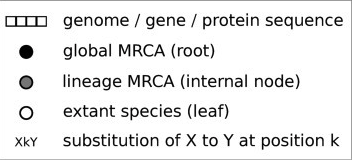 genome / gene / protein sequence
global MRCA (root)
lineage MRCA (internal node)
extant species (leaf)
XkY substitution of X to Y at position k